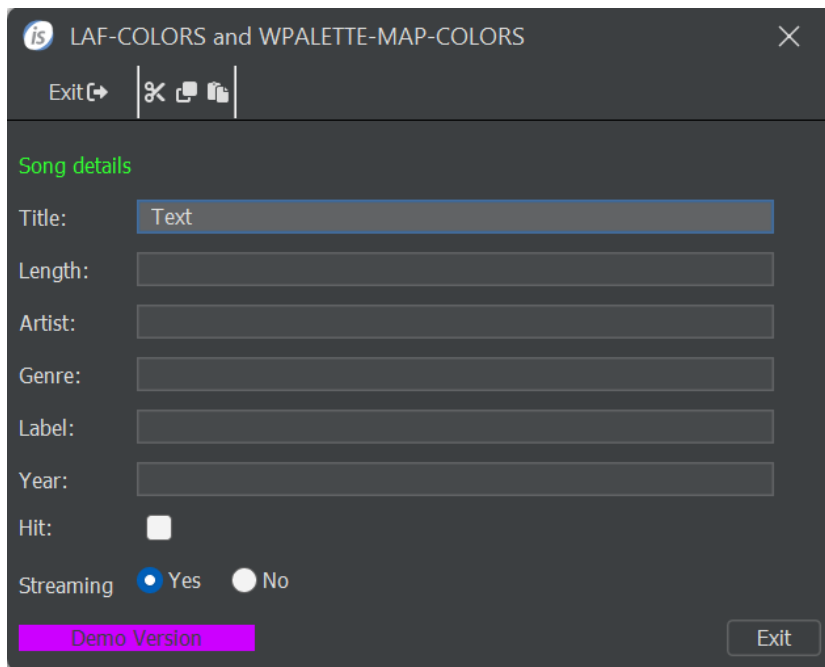 is LAF-COLORS and WPALETTE-MAP-COLORS
Exit
Song details
Title: Text
Length:
Artist:
Genre:
Label:
Year:
Hit:
Streaming Yes No
Demo Version Exit